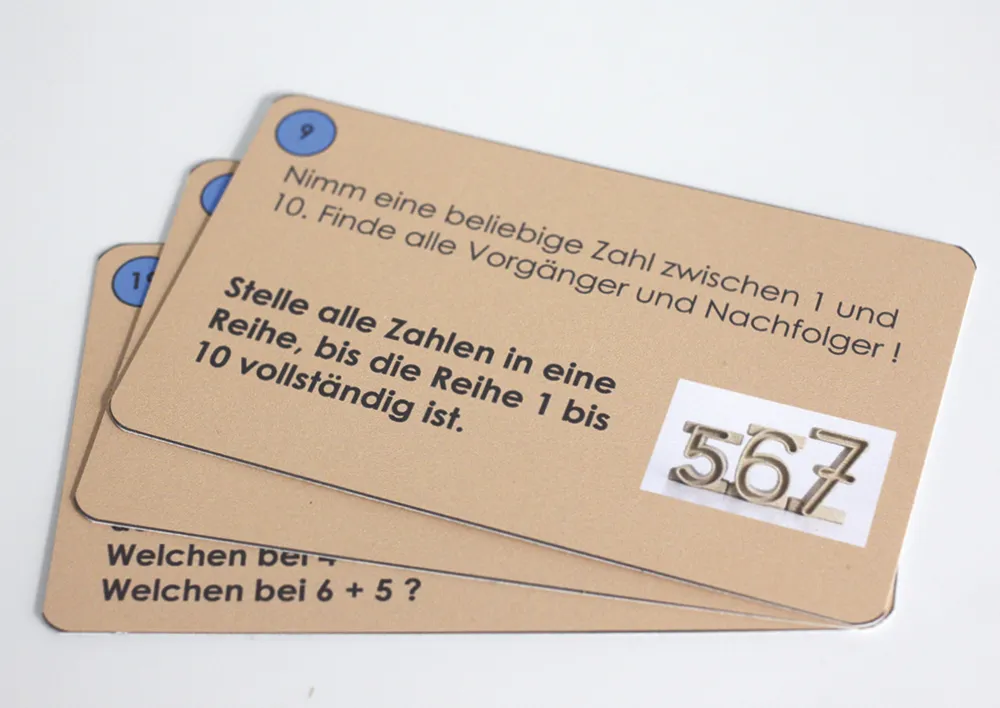 9
Nimm eine beliebige Zahl zwischen 1 und
10. Finde alle Vorgänger und Nachfolger !
Stelle alle Zahlen in eine
Reihe, bis die Reihe 1 bis
10 vollständig ist.
567
Welchen bei
Welchen bei 6 + 5 ?